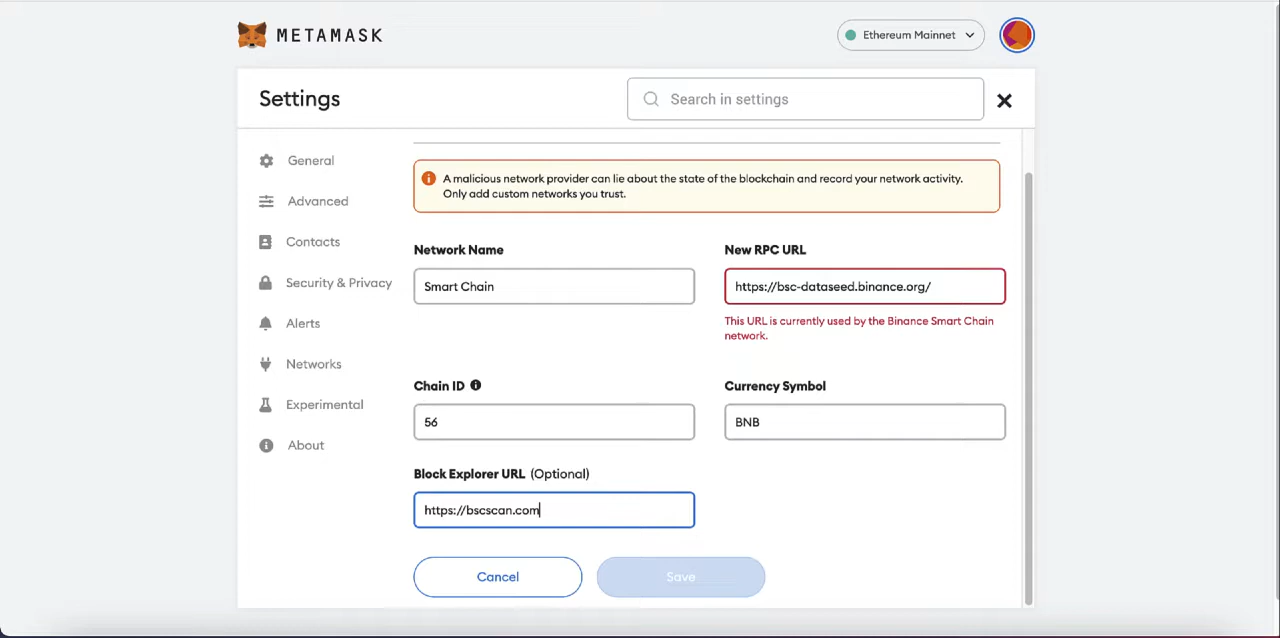 METAMASK
Ethereum Mainnet
Settings
Search in settings
General
Advanced
Contacts
Security & Privacy
Alerts
Networks
Experimental
About
A malicious network provider can lie about the state of the blockchain and record your network activity.
Only add custom networks you trust.
Network Name
Smart Chain
New RPC URL
https://bsc-dataseed.binance.org/
This URL is currently used by the Binance Smart Chain
network.
Chain ID
56
Currency Symbol
BNB
Block Explorer URL (Optional)
https://bscscan.com
Cancel
Save